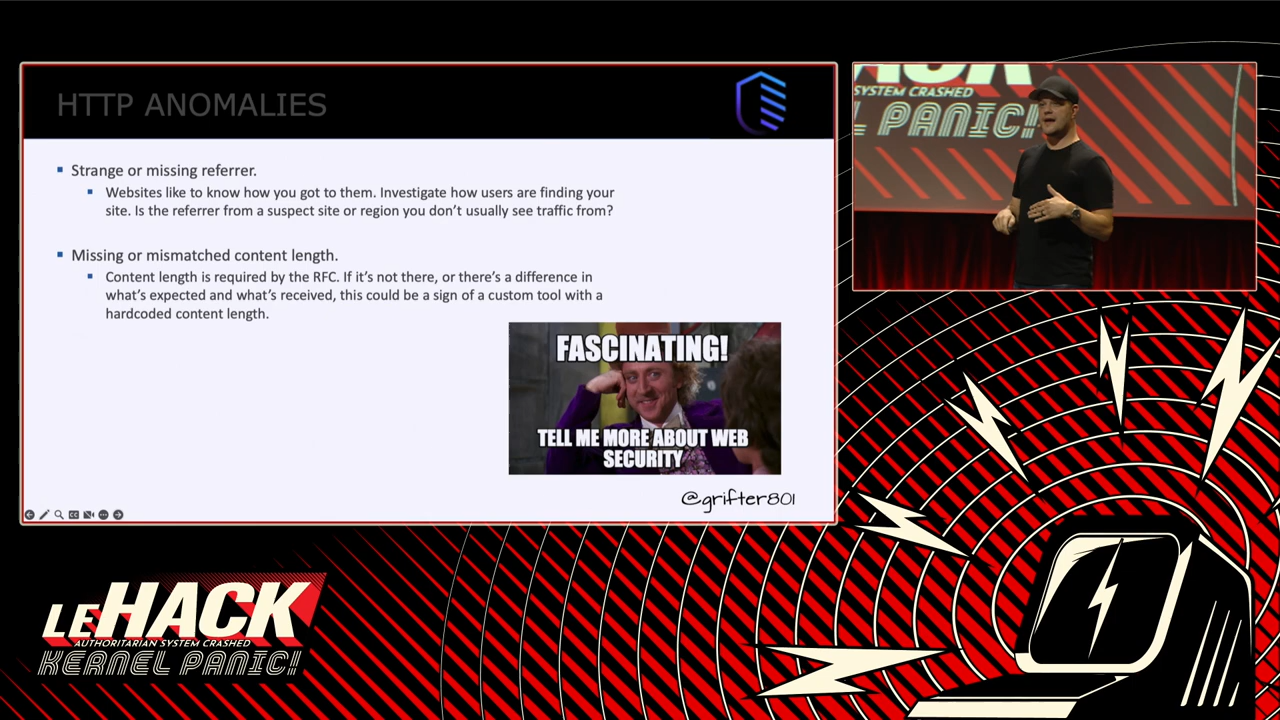 HTTP ANOMALIES
Strange or missing referrer.
Websites like to know how you got to them. Investigate how users are finding your
site. Is the referrer from a suspect site or region you don't usually see traffic from?
Missing or mismatched content length.
Content length is required by the RFC. If it's not there, or there's a difference in
what's expected and what's received, this could be a sign of a custom tool with a
hardcoded content length.
FASCINATING!
TELL ME MORE ABOUT WEB
SECURITY
@grifter801
SYSTEM CRASHED
L PANIC!
LEHACK
AUTHORITARIAN SYSTEM CRASHED
KERNEL PANIC!